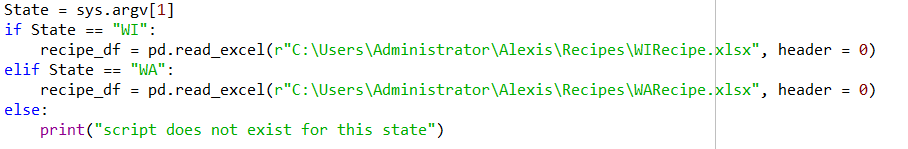 State = sys.argv[1]
if State == "WI":
    recipe_df = pd.read_excel(r"C:\Users\Administrator\Alexis\Recipes\WIRecipe.xlsx", header = 0)
elif State == "WA":
    recipe_df = pd.read_excel(r"C:\Users\Administrator\Alexis\Recipes\WARecipe.xlsx", header = 0)
else:
    print("script does not exist for this state")